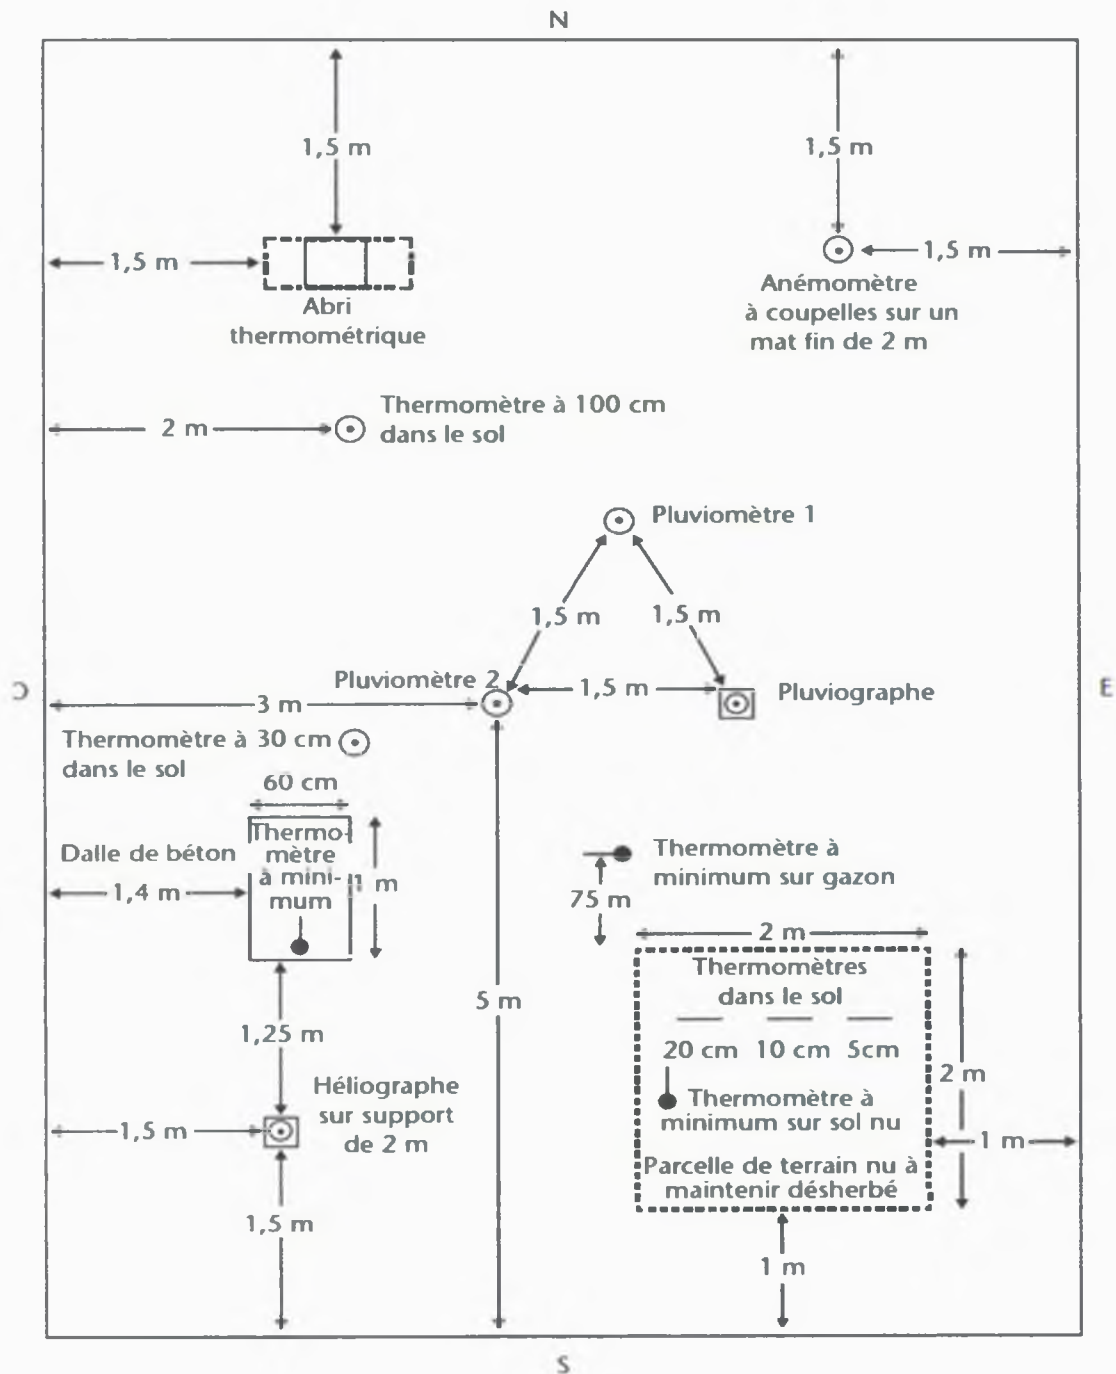 N
1,5 m
1,5 m
1,5 m
1,5 m
Abri
thermométrique
Anémomètre
à coupelles sur un
mat fin de 2 m
Thermomètre à 100 cm
dans le sol
2 m
Pluviomètre 1
1,5 m
1,5 m
Pluviomètre 2
1,5 m
Pluviographe
E
3 m
Thermomètre à 30 cm
dans le sol
60 cm
Dalle de béton
1,4 m
Thermo-
mètre
à mini-
mum
1 m
Thermomètre à
minimum sur gazon
75 m
2 m
Thermomètres
dans le sol
20 cm 10 cm 5cm
Thermomètre à
minimum sur sol nu
Parcelle de terrain nu à
maintenir désherbé
2 m
1 m
1 m
5 m
1,25 m
Héliographe
sur support
de 2 m
1,5 m
1,5 m
S